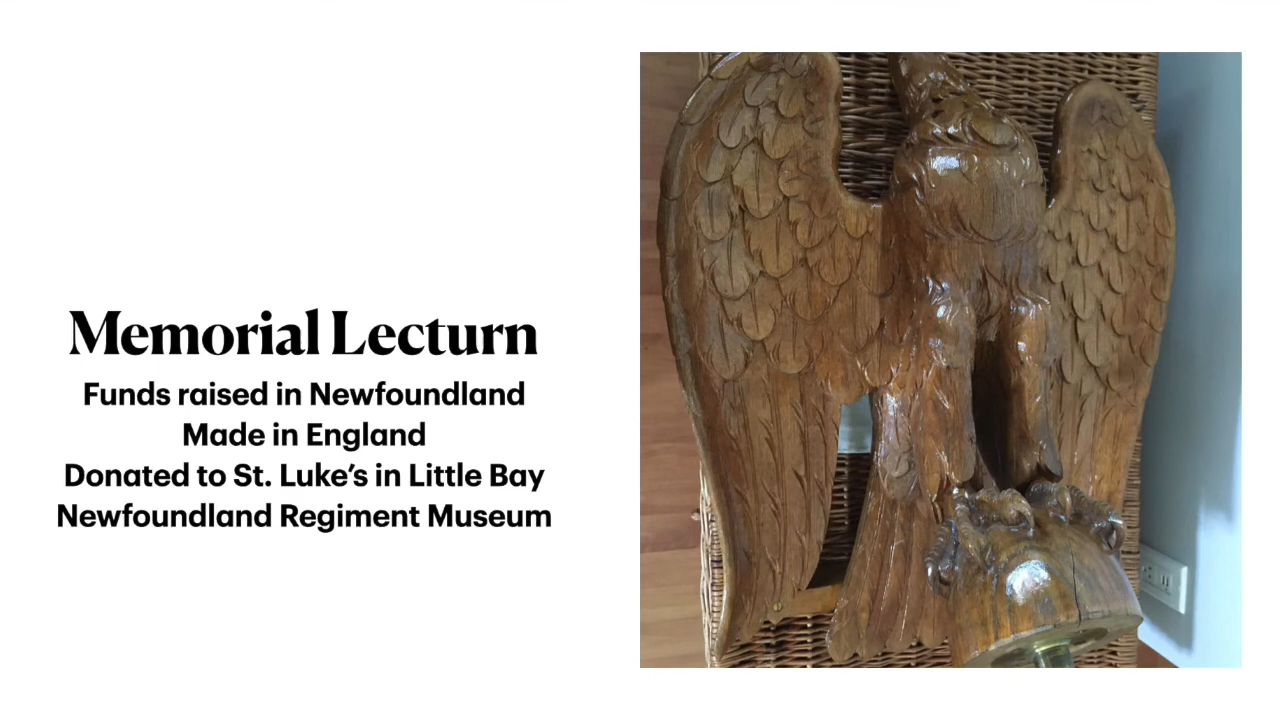 Memorial Lecturn
Funds raised in Newfoundland
Made in England
Donated to St. Luke’s in Little Bay
Newfoundland Regiment Museum